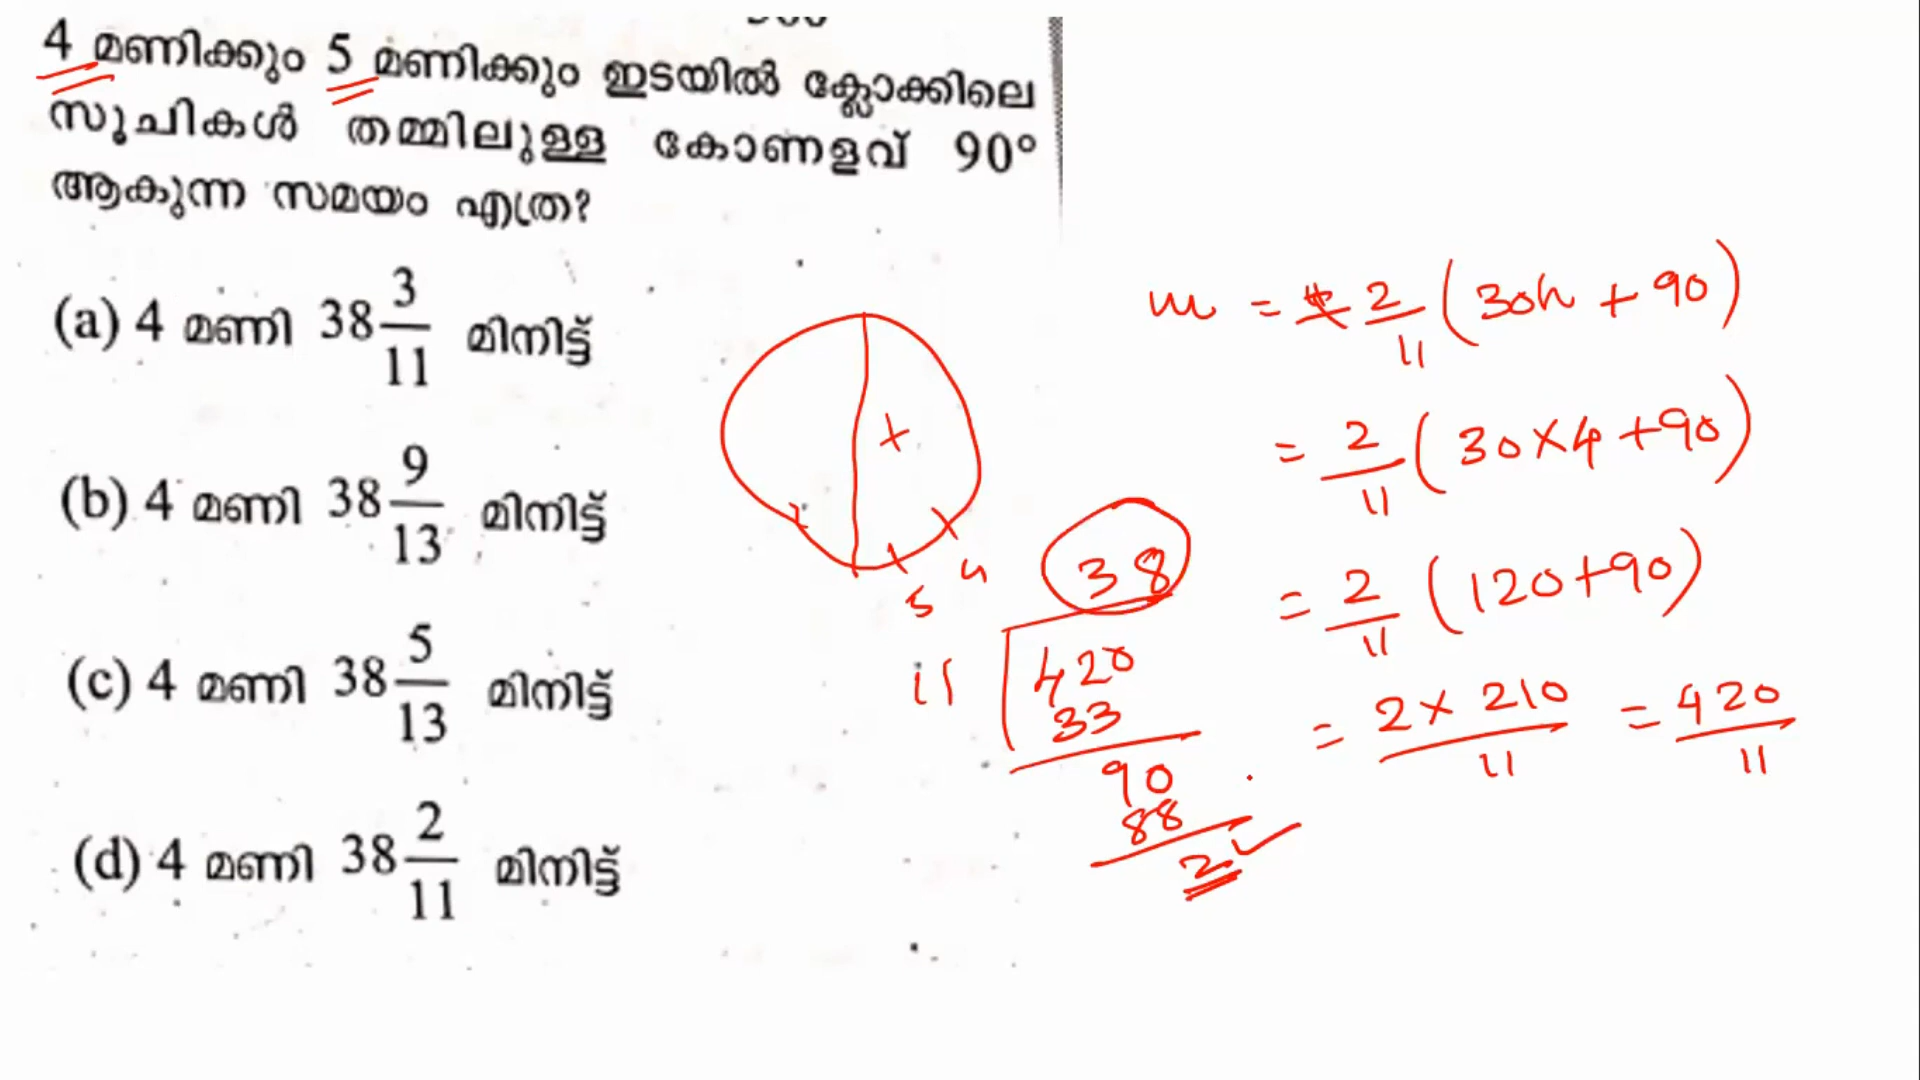 4 മണിക്കും 5 മണിക്കും ഇടയിൽ ക്ലോക്കിലെ
സൂചികൾ തമ്മിലുള്ള കോണളവ് 90°
ആകുന്ന സമയം എത്ര?
(a) 4 മണി 38 3/11 മിനിട്ട്
(b) 4 മണി 38 9/13 മിനിട്ട്
(c) 4 മണി 38 5/13 മിനിട്ട്
(d) 4 മണി 38 2/11 മിനിട്ട്
5 4
38
11 420
33
90
88
2
m = 2/11 (30h + 90)
= 2/11 (30×4+90)
= 2/11 (120+90)
= 2×210/11 = 420/11